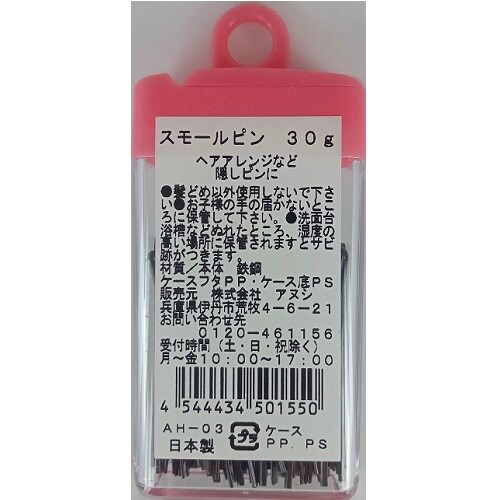 スモールピン 30g
ヘアアレンジなど
隠しピンに
●髪どめ以外使用しないで下さ
い●お子様の手の届かないとこ
ろに保管して下さい。●洗面台
浴槽などぬれたところ、湿度の
高い場所に保管されますとサビ
跡がつきます。
材質／本体 鉄鋼
ケースフタPP・ケース底PS
販売元 株式会社 アヌシ
兵庫県伊丹市荒牧4-6-21
お問い合わせ先
0120-461156
受付時間（土・日・祝除く）
月～金10:00～17:00
4 544434 501550
AH-03 プラ ケース
日本製 PP. PS